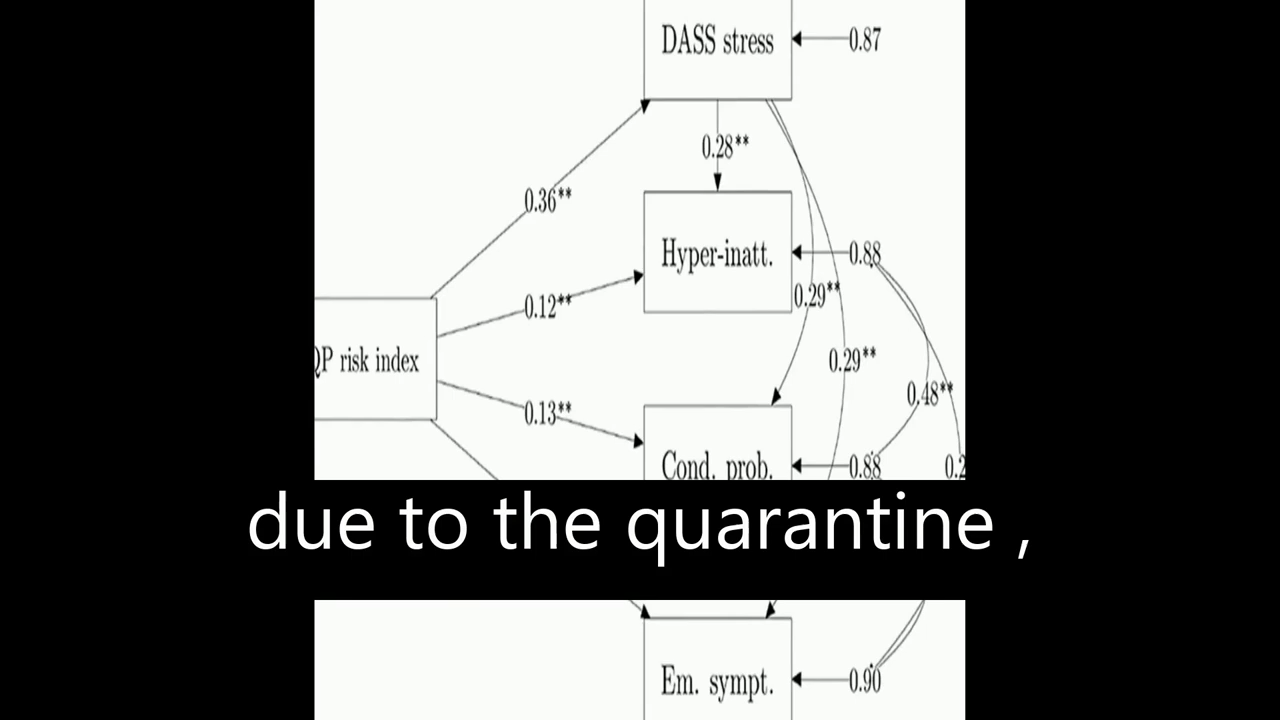 DASS stress
0.87
0.28**
0.36**
Hyper-inatt.
0.88
0.12**
0.29**
QP risk index
0.29**
0.48**
0.13**
Cond. prob.
0.88
due to the quarantine ,
Em. sympt.
0.90